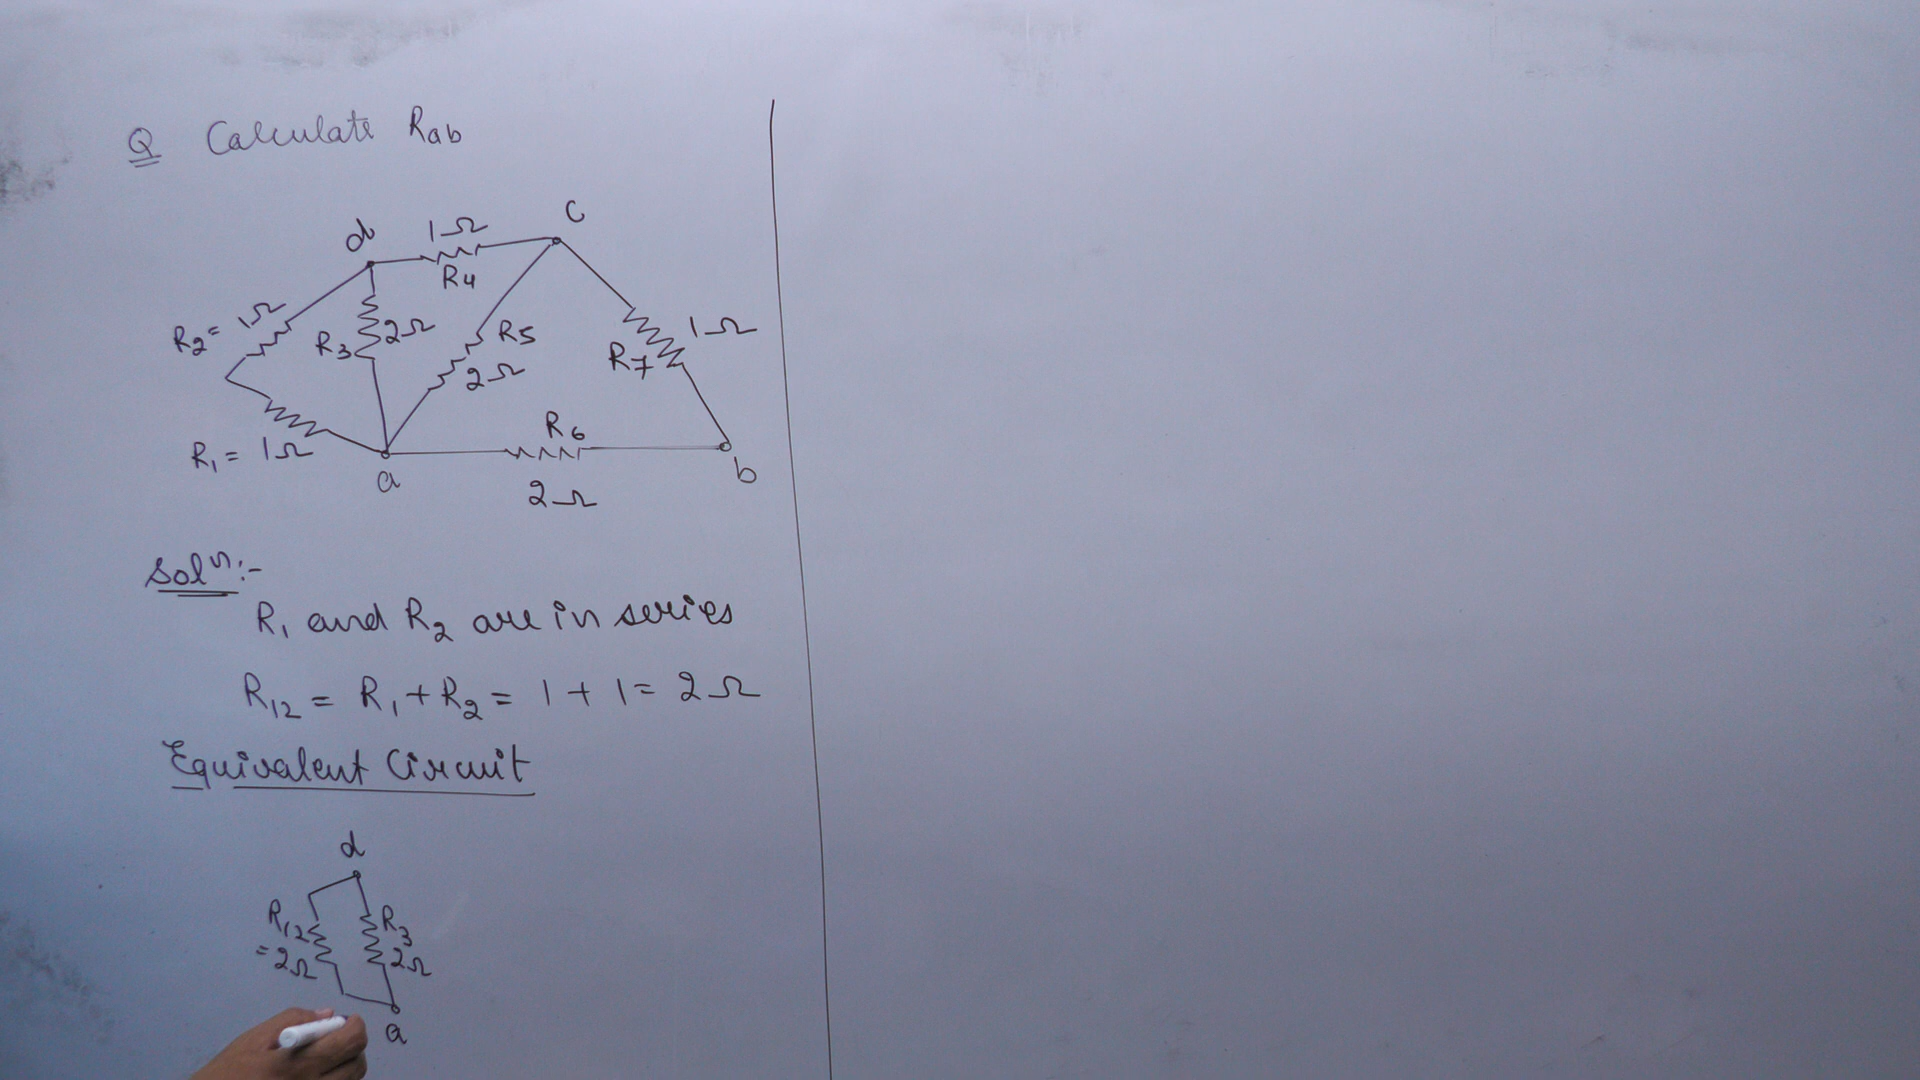 Q Calculate Rab
c
d
1Ω
R4
R2= 1Ω
R3 2Ω
R5
2Ω
1Ω
R7
R1 = 1Ω
R6
a
b
2Ω
Solⁿ:-
R1 and R2 are in series
R12 = R1 + R2 = 1 + 1 = 2Ω
Equivalent Circuit
d
R12
= 2Ω
R3
2Ω
a